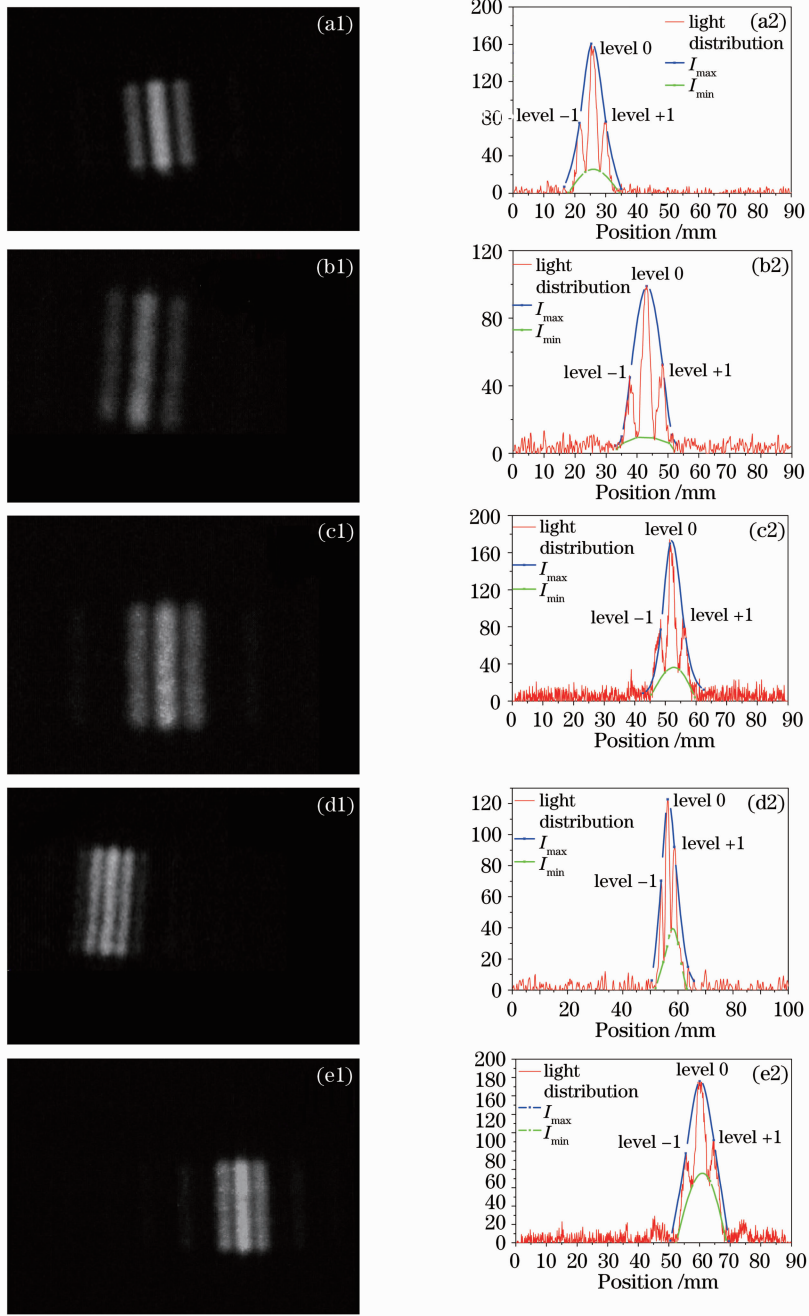 (a1)
200
160
120
80
40
0
level 0
level −1
level +1
light
distribution
Imax
Imin
(a2)
0 10 20 30 40 50 60 70 80 90
Position /mm
(b1)
120
80
40
0
light
distribution
Imax
Imin
level 0
level −1
level +1
(b2)
0 10 20 30 40 50 60 70 80 90
Position /mm
(c1)
200
160
120
80
40
0
light
distribution
Imax
Imin
level 0
level −1
level +1
(c2)
0 10 20 30 40 50 60 70 80 90
Position /mm
(d1)
120
100
80
60
40
20
0
light
distribution
Imax
Imin
level 0
level +1
level −1
(d2)
0 20 40 60 80 100
Position /mm
(e1)
200
180
160
140
120
100
80
60
40
20
0
light
distribution
Imax
Imin
level 0
level −1
level +1
(e2)
0 10 20 30 40 50 60 70 80 90
Position /mm